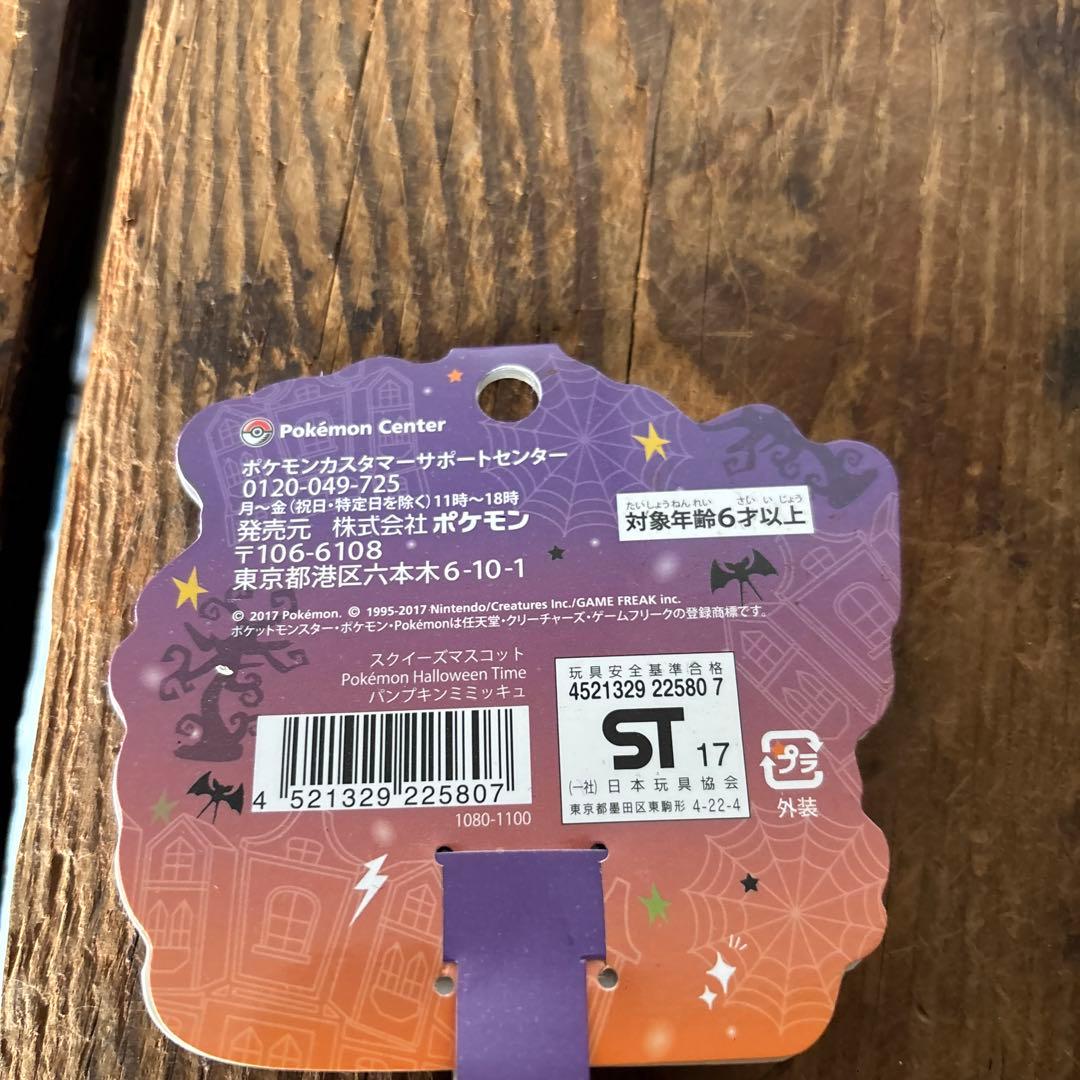 Pokémon Center
ポケモンカスタマーサポートセンター
0120-049-725
月～金(祝日・特定日を除く)11時～18時
発売元 株式会社ポケモン
〒106-6108
東京都港区六本木6-10-1
たいしょうねんれい さい い じょう
対象年齢6才以上
© 2017 Pokémon. © 1995-2017 Nintendo/Creatures Inc./GAME FREAK inc.
ポケットモンスター・ポケモン・Pokémonは任天堂・クリーチャーズ・ゲームフリークの登録商標です。
スクイーズマスコット
Pokémon Halloween Time
パンプキンミミッキュ
4 521329 225807
1080-1100
玩具安全基準合格
4521329 22580 7
ST 17
(一社)日本玩具協会
東京都墨田区東駒形 4-22-4
プラ
外装